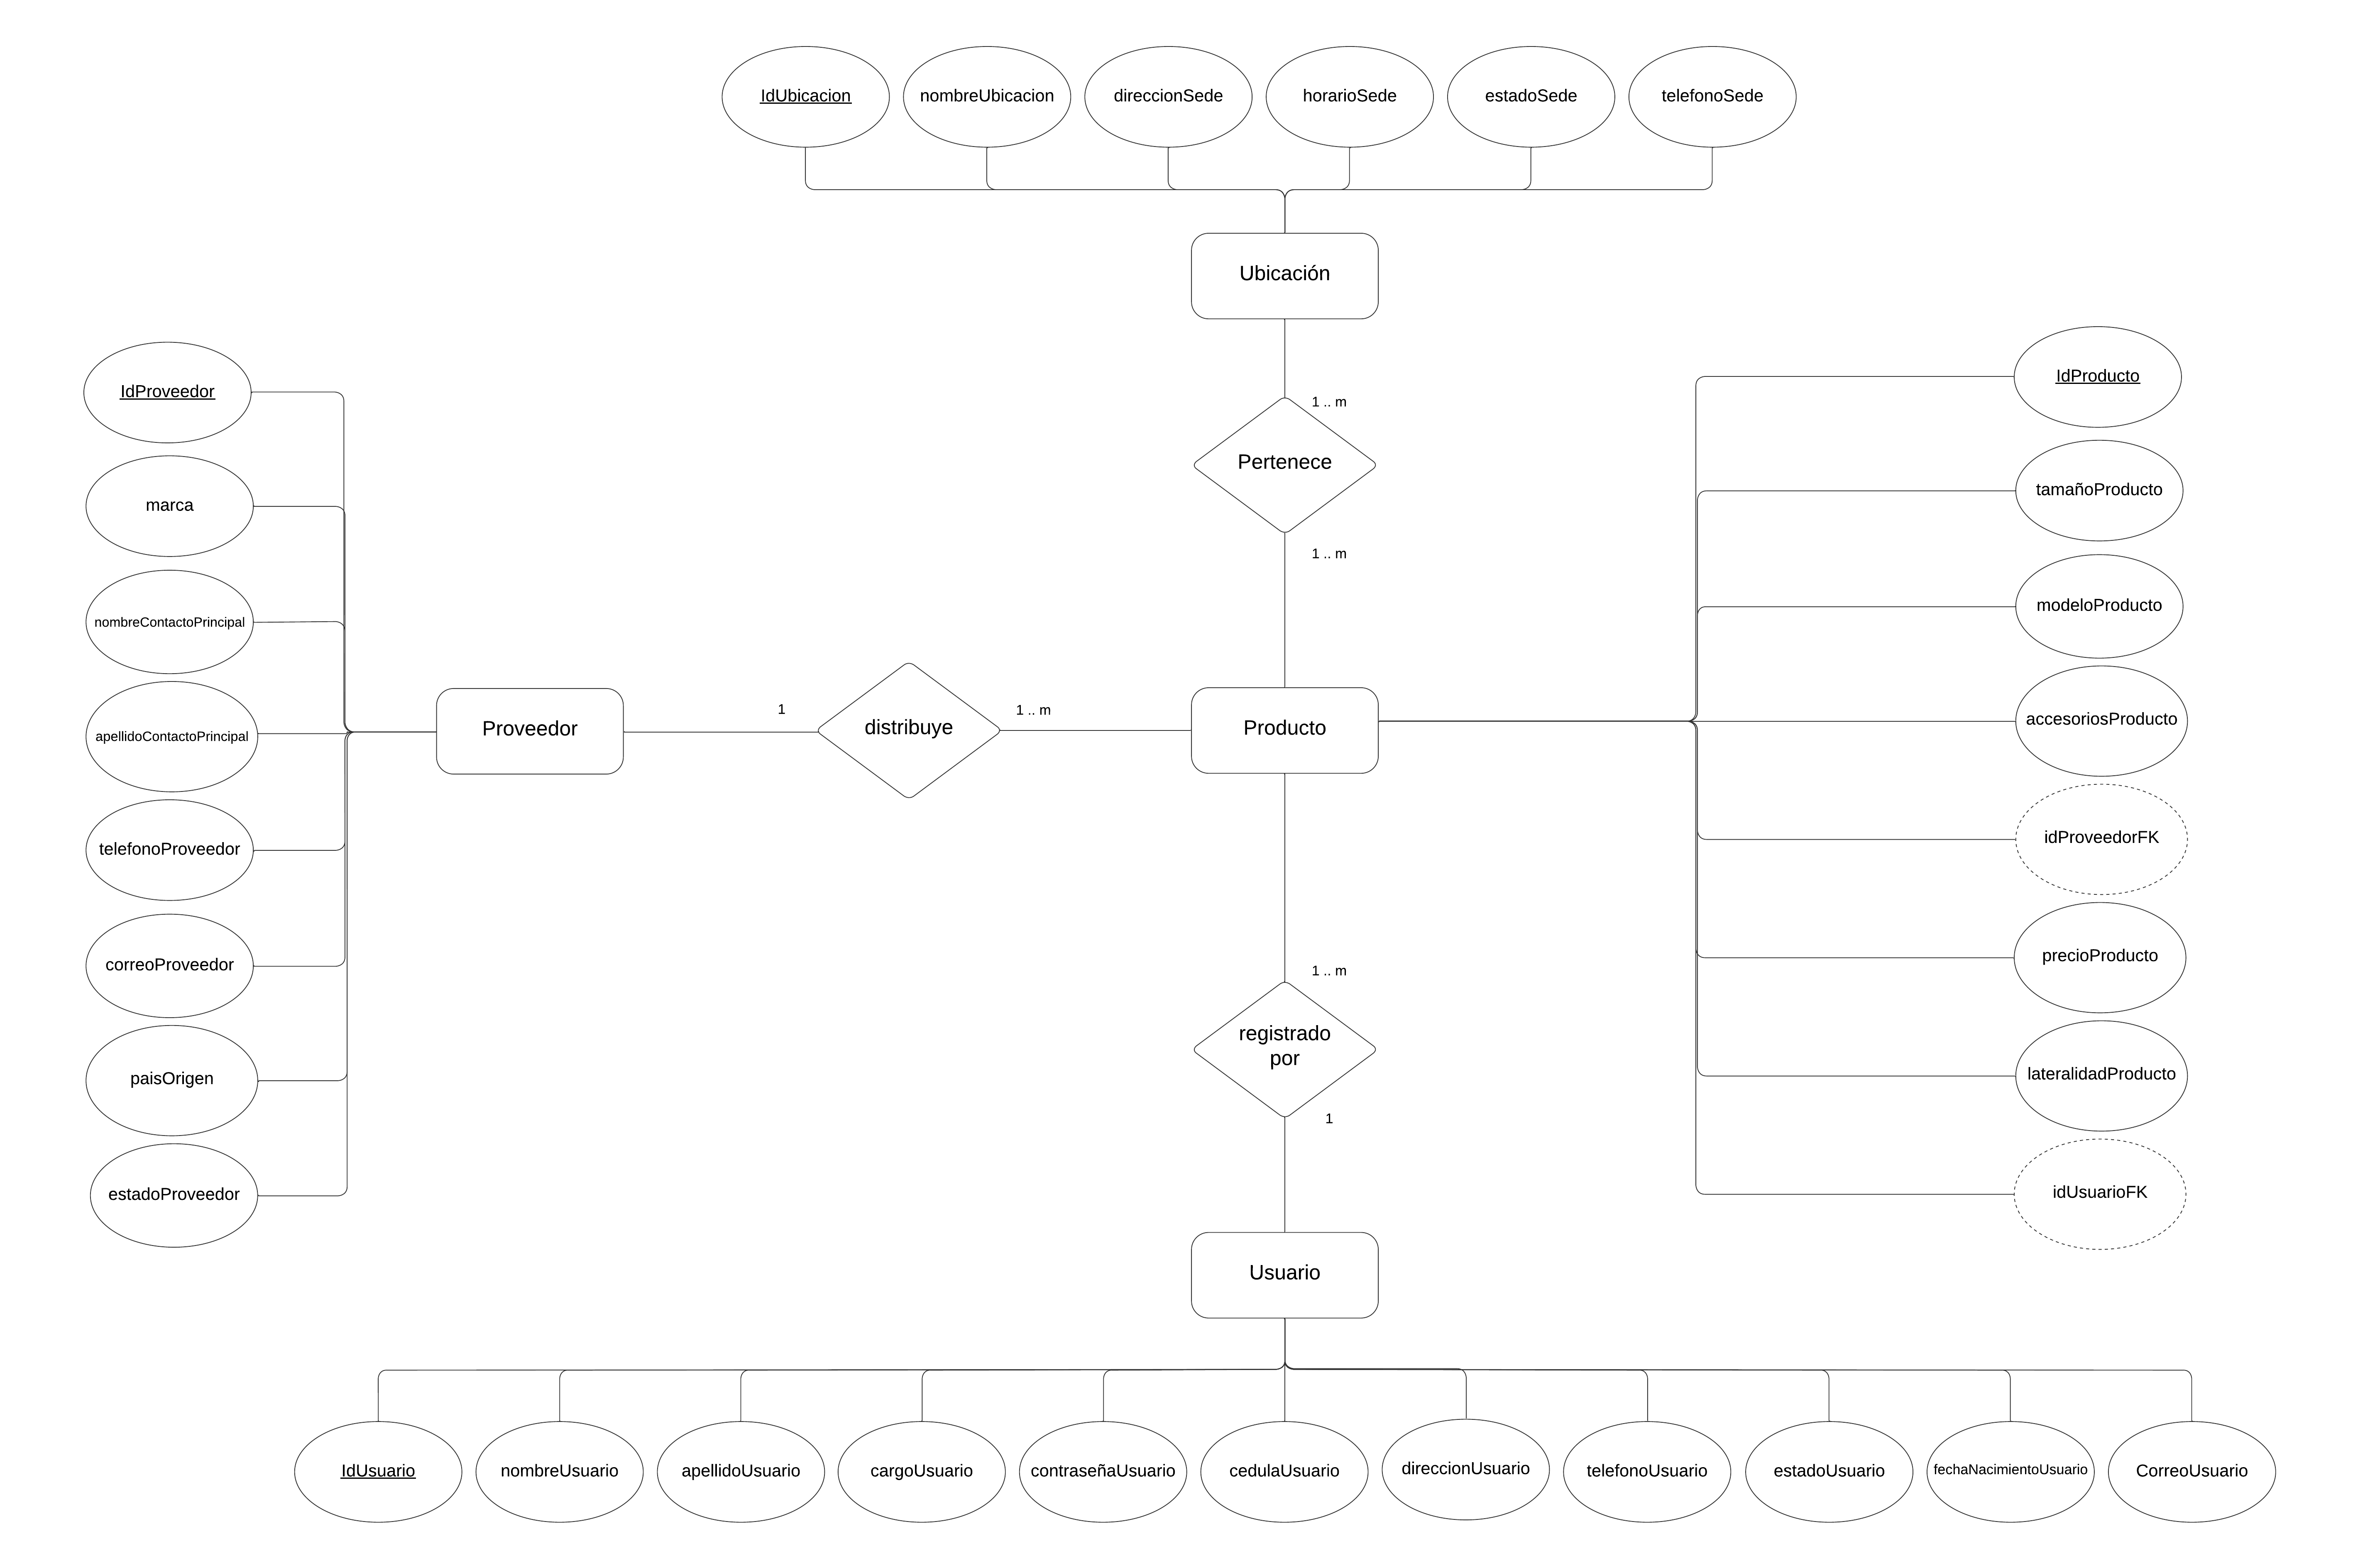 IdUbicacion
nombreUbicacion
direccionSede
horarioSede
estadoSede
telefonoSede
Ubicación
1 .. m
Pertenece
1 .. m
IdProveedor
marca
nombreContactoPrincipal
apellidoContactoPrincipal
telefonoProveedor
correoProveedor
paisOrigen
estadoProveedor
Proveedor
1
distribuye
1 .. m
Producto
IdProducto
tamañoProducto
modeloProducto
accesoriosProducto
idProveedorFK
precioProducto
lateralidadProducto
idUsuarioFK
1 .. m
registrado
por
1
Usuario
IdUsuario
nombreUsuario
apellidoUsuario
cargoUsuario
contraseñaUsuario
cedulaUsuario
direccionUsuario
telefonoUsuario
estadoUsuario
fechaNacimientoUsuario
CorreoUsuario